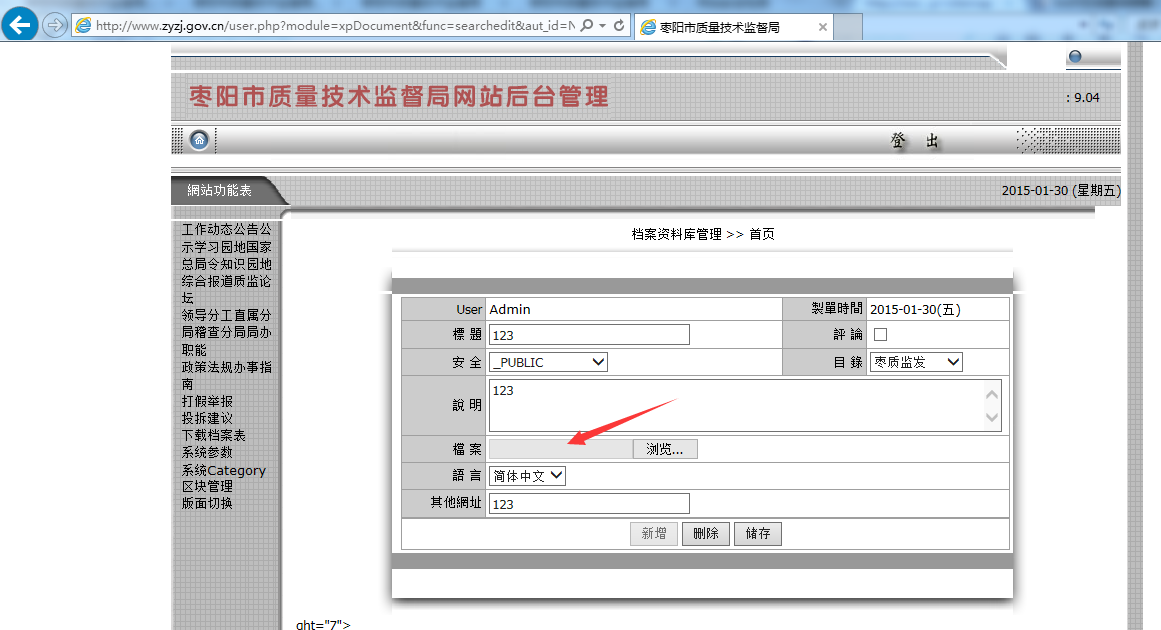 http://www.zyzj.gov.cn/user.php?module=xpDocument&func=searchedit&aut_id=N
枣阳市质量技术监督局
枣阳市质量技术监督局网站后台管理
: 9.04
登 出
網站功能表
2015-01-30 (星期五)
工作动态公告公
示学习园地国家
总局令知识园地
综合报道质监论
坛
领导分工直属分
局稽查分局局办
职能
政策法规办事指
南
打假举报
投拆建议
下载档案表
系统参数
系统Category
区块管理
版面切换
档案资料库管理 >> 首页
User Admin 製單時間 2015-01-30(五)
標 題 123 評 論
安 全 _PUBLIC 目 錄 枣质监发
說 明 123
檔 案 浏览...
語 言 简体中文
其他網址 123
新增 刪除 儲存
ght="7">